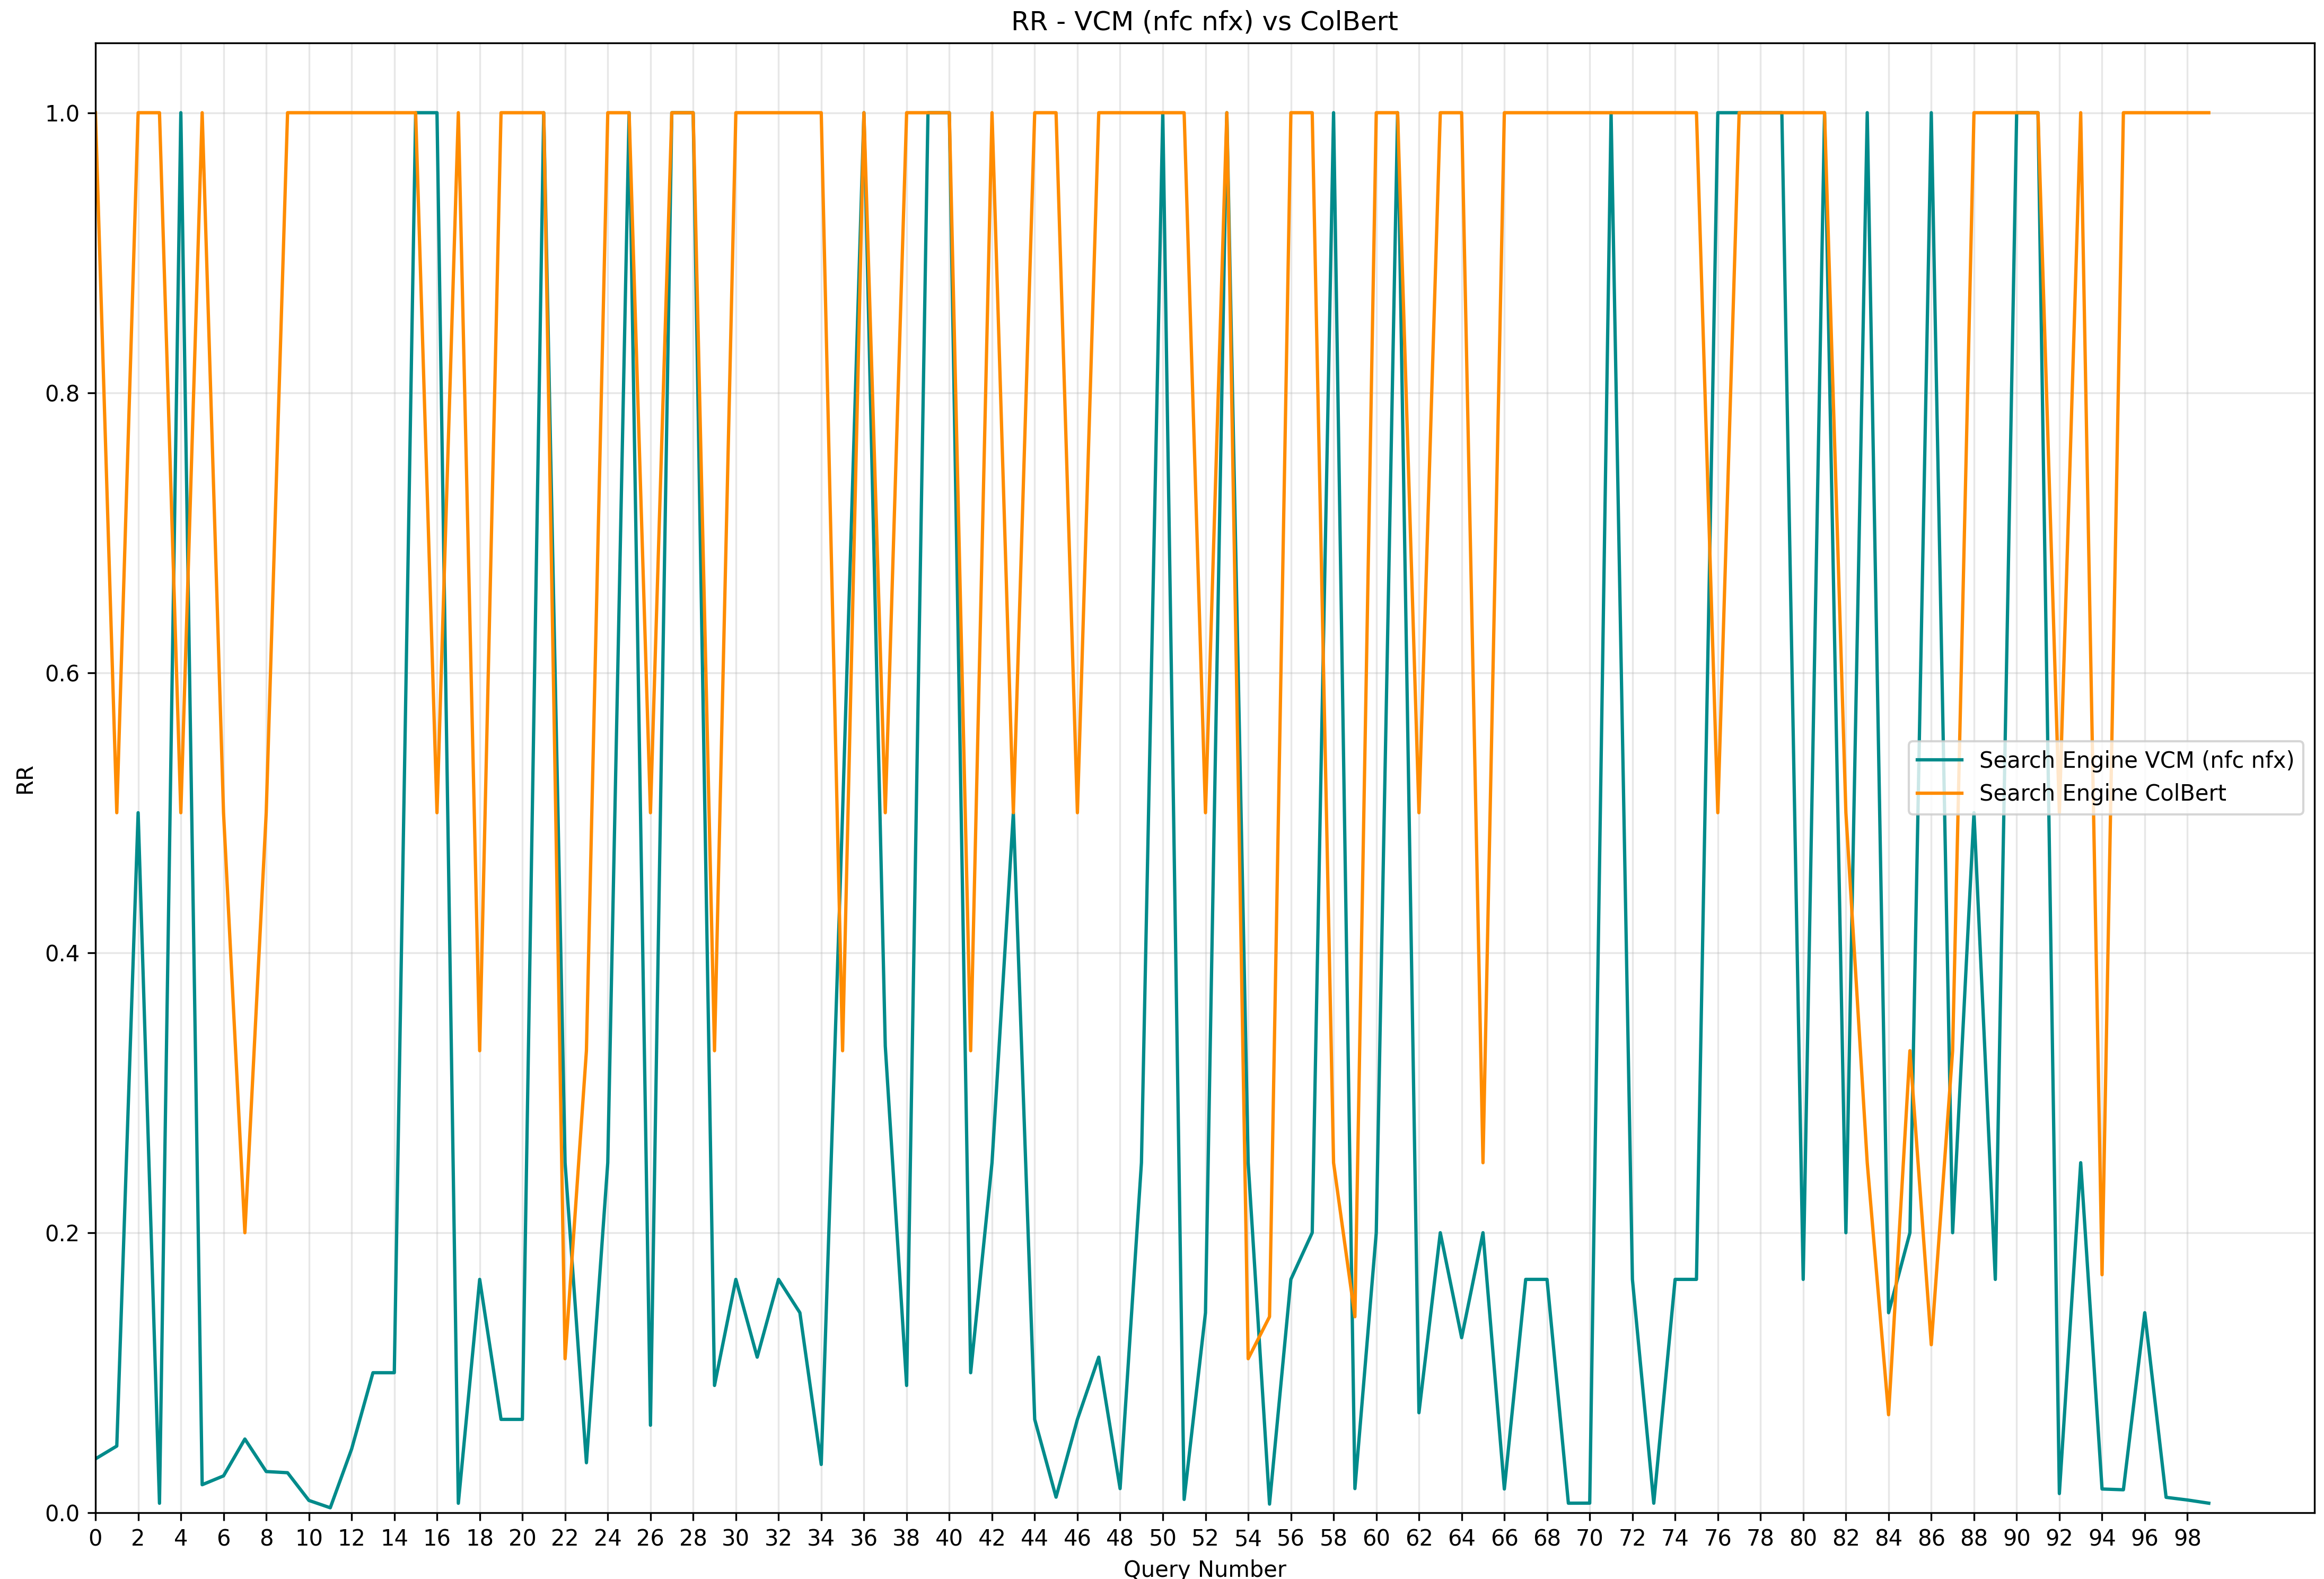 RR - VCM (nfc nfx) vs ColBert
1.0
0.8
0.6
0.4
0.2
0.0
RR
Search Engine VCM (nfc nfx)
Search Engine ColBert
0 2 4 6 8 10 12 14 16 18 20 22 24 26 28 30 32 34 36 38 40 42 44 46 48 50 52 54 56 58 60 62 64 66 68 70 72 74 76 78 80 82 84 86 88 90 92 94 96 98
Query Number